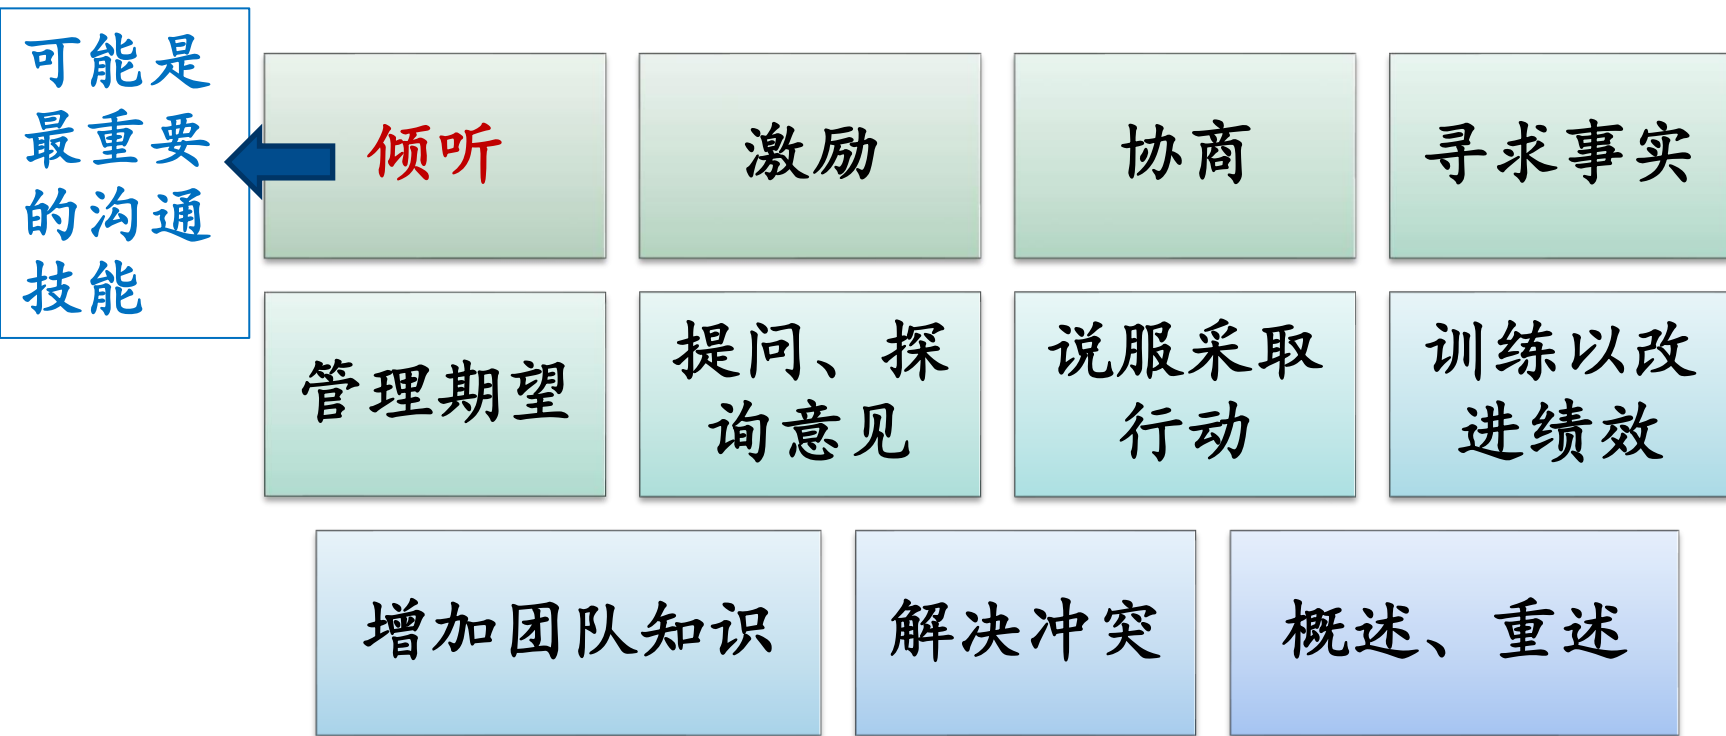 可能是
最重要
的沟通
技能
倾听
激励
协商
寻求事实
管理期望
提问、探
询意见
说服采取
行动
训练以改
进绩效
增加团队知识
解决冲突
概述、重述